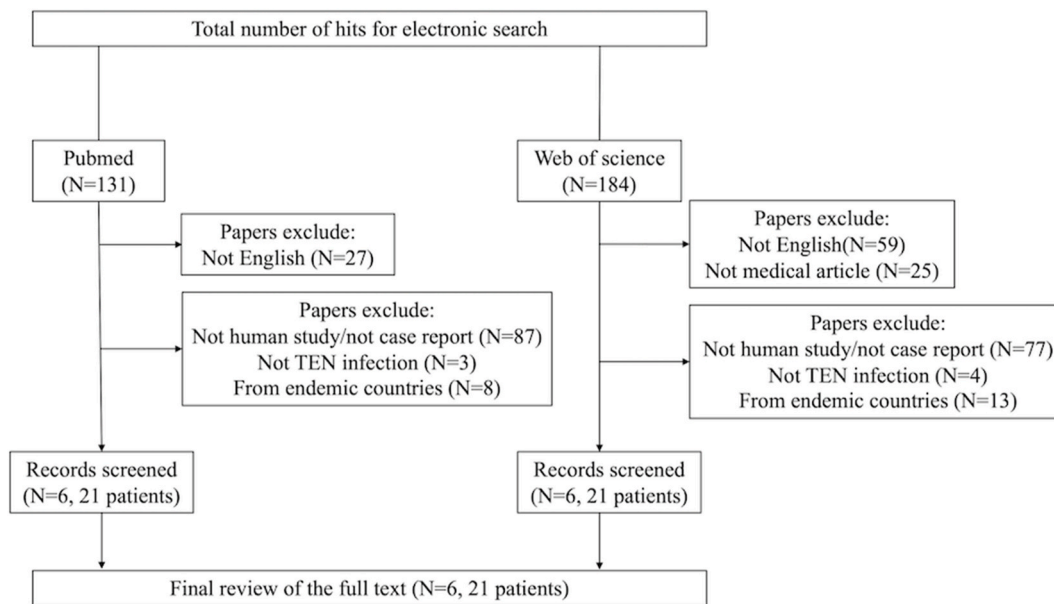 Total number of hits for electronic search
Pubmed
(N=131)
Web of science
(N=184)
Papers exclude:
Not English (N=27)
Papers exclude:
Not English(N=59)
Not medical article (N=25)
Papers exclude:
Not human study/not case report (N=87)
Not TEN infection (N=3)
From endemic countries (N=8)
Papers exclude:
Not human study/not case report (N=77)
Not TEN infection (N=4)
From endemic countries (N=13)
Records screened
(N=6, 21 patients)
Records screened
(N=6, 21 patients)
Final review of the full text (N=6, 21 patients)